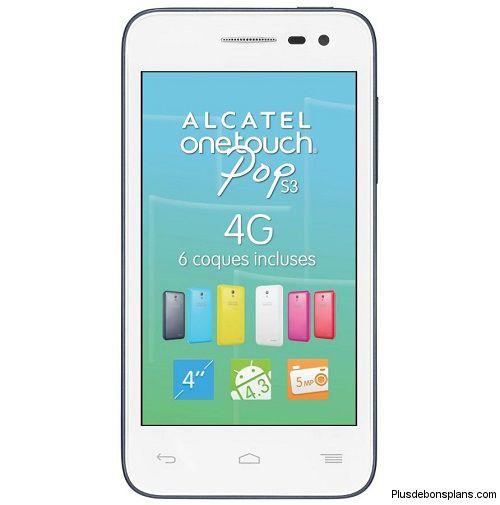 ALCATEL
onetouch.
Pop S3
4G
6 coques incluses
4"
4.3
5 MP
Plusdebonsplans.com